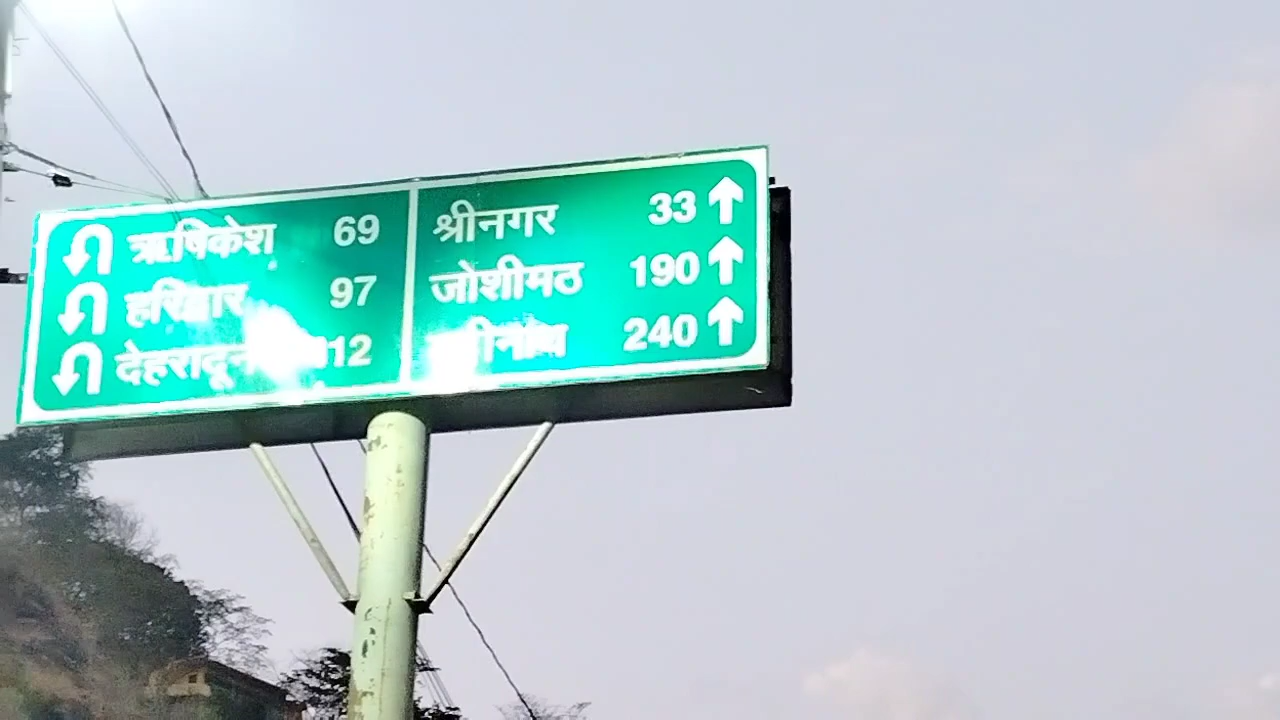 ऋषिकेश 69
हरिद्वार 97
देहरादून
श्रीनगर 33
जोशीमठ 190
240